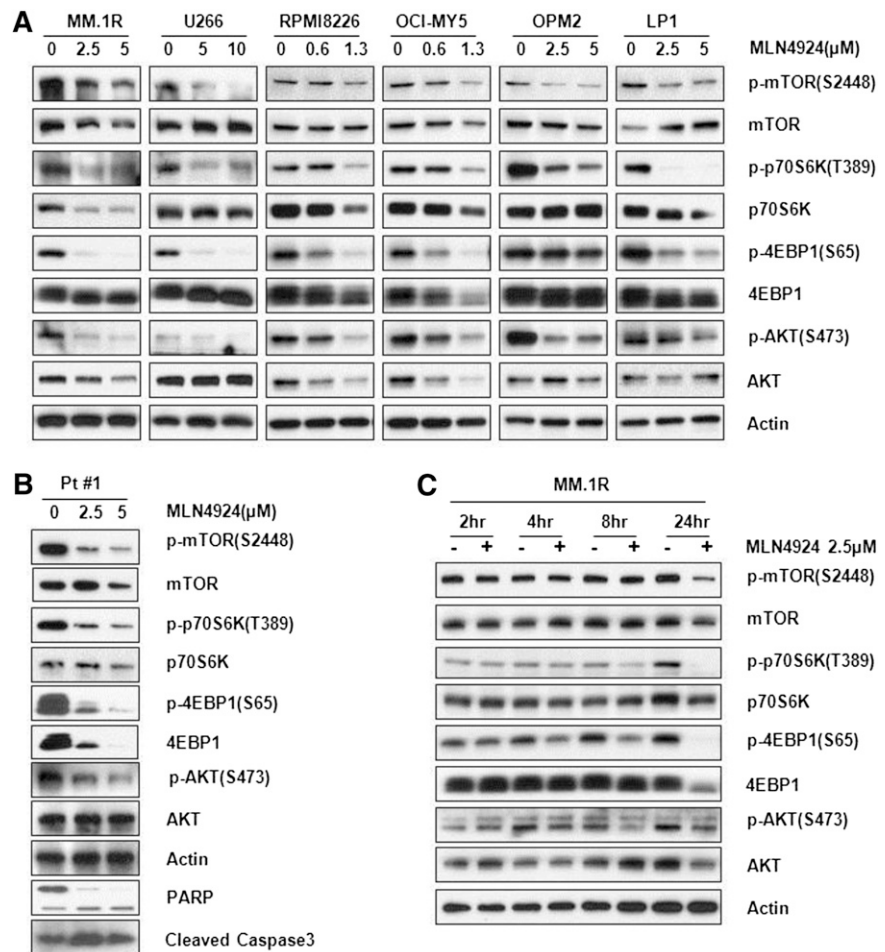 A
MM.1R U266 RPMI8226 OCI-MY5 OPM2 LP1
0 2.5 5 0 5 10 0 0.6 1.3 0 0.6 1.3 0 2.5 5 0 2.5 5 MLN4924(µM)
p-mTOR(S2448)
mTOR
p-p70S6K(T389)
p70S6K
p-4EBP1(S65)
4EBP1
p-AKT(S473)
AKT
Actin
B
Pt #1
0 2.5 5 MLN4924(µM)
p-mTOR(S2448)
mTOR
p-p70S6K(T389)
p70S6K
p-4EBP1(S65)
4EBP1
p-AKT(S473)
AKT
Actin
PARP
Cleaved Caspase3
C
MM.1R
2hr 4hr 8hr 24hr
- + - + - + - + MLN4924 2.5µM
p-mTOR(S2448)
mTOR
p-p70S6K(T389)
p70S6K
p-4EBP1(S65)
4EBP1
p-AKT(S473)
AKT
Actin